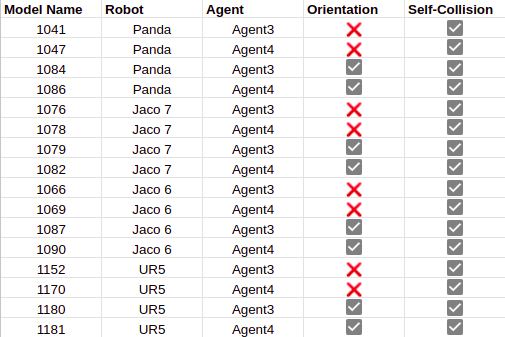 Model Name Robot Agent Orientation Self-Collision
1041 Panda Agent3 ❌ ✅
1047 Panda Agent4 ❌ ✅
1084 Panda Agent3 ✅ ✅
1086 Panda Agent4 ✅ ✅
1076 Jaco 7 Agent3 ❌ ✅
1078 Jaco 7 Agent4 ❌ ✅
1079 Jaco 7 Agent3 ✅ ✅
1082 Jaco 7 Agent4 ✅ ✅
1066 Jaco 6 Agent3 ❌ ✅
1069 Jaco 6 Agent4 ❌ ✅
1087 Jaco 6 Agent3 ✅ ✅
1090 Jaco 6 Agent4 ✅ ✅
1152 UR5 Agent3 ❌ ✅
1170 UR5 Agent4 ❌ ✅
1180 UR5 Agent3 ✅ ✅
1181 UR5 Agent4 ✅ ✅